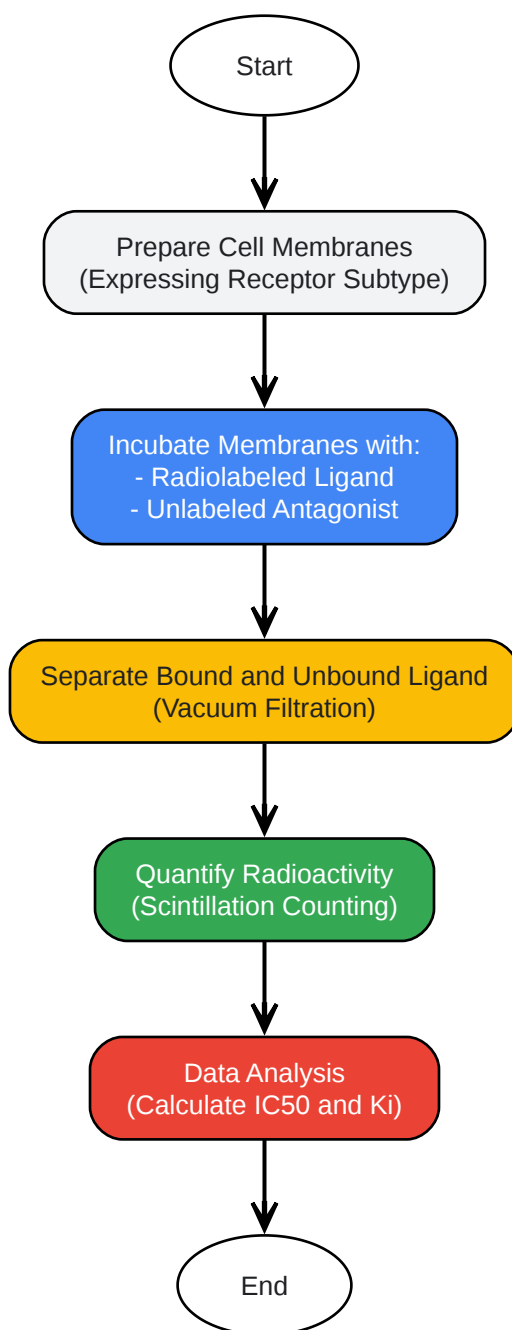 Start
Prepare Cell Membranes
(Expressing Receptor Subtype)
Incubate Membranes with:
- Radiolabeled Ligand
- Unlabeled Antagonist
Separate Bound and Unbound Ligand
(Vacuum Filtration)
Quantify Radioactivity
(Scintillation Counting)
Data Analysis
(Calculate IC50 and Ki)
End